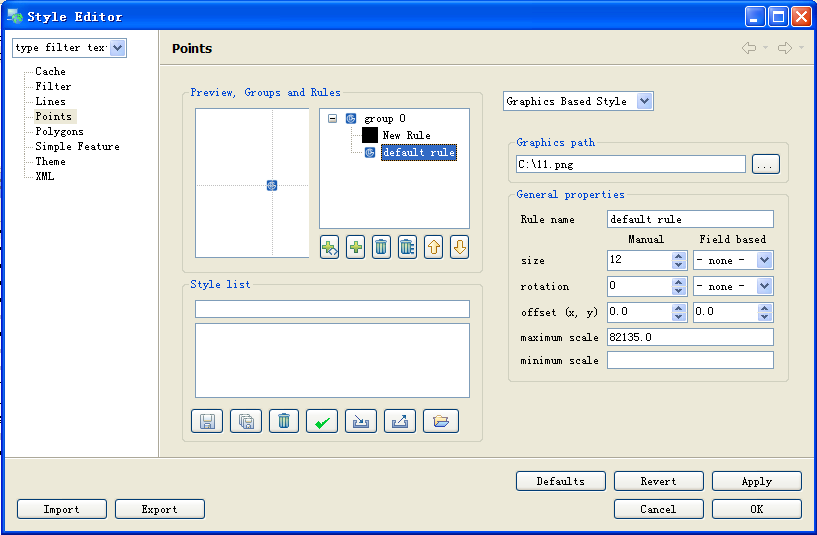 Style Editor
type filter tex
Cache
Filter
Lines
Points
Polygons
Simple Feature
Theme
XML
Points
Preview, Groups and Rules
group 0
New Rule
default rule
Style list
Graphics Based Style
Graphics path
C:\11.png
...
General properties
Rule name default rule
Manual Field based
size 12 - none -
rotation 0 - none -
offset (x, y) 0.0 0.0
maximum scale 82135.0
minimum scale
Defaults Revert Apply
Import Export Cancel OK